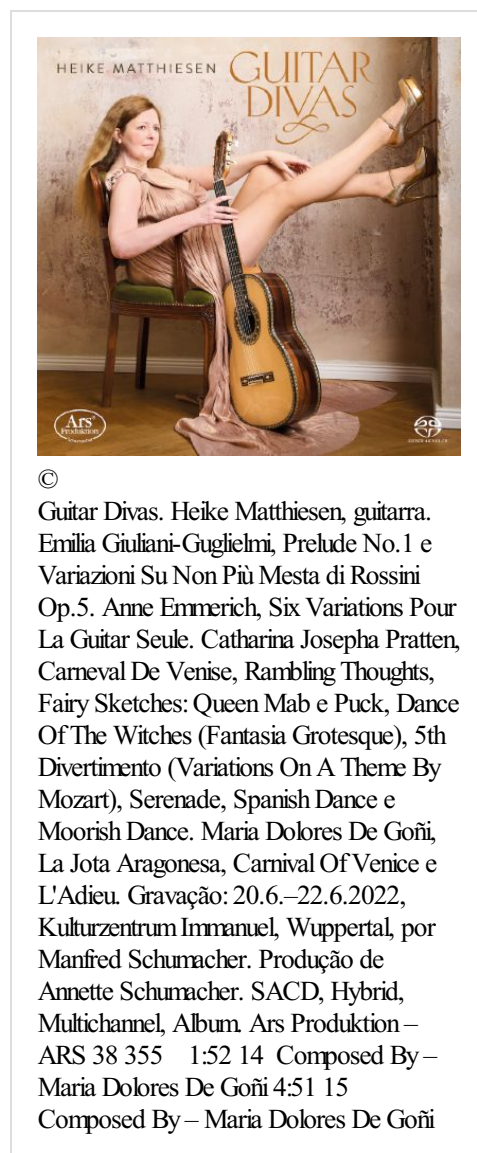 HEIKE MATTHIESEN
GUITAR
DIVAS
Ars
Produktion
©
Guitar Divas. Heike Matthiesen, guitarra.
Emilia Giuliani-Guglielmi, Prelude No.1 e
Variazioni Su Non Più Mesta di Rossini
Op.5. Anne Emmerich, Six Variations Pour
La Guitar Seule. Catharina Josepha Pratten,
Carneval De Venise, Rambling Thoughts,
Fairy Sketches: Queen Mab e Puck, Dance
Of The Witches (Fantasia Grotesque), 5th
Divertimento (Variations On A Theme By
Mozart), Serenade, Spanish Dance e
Moorish Dance. Maria Dolores De Goñi,
La Jota Aragonesa, Carnival Of Venice e
L'Adieu. Gravação: 20.6.–22.6.2022,
Kulturzentrum Immanuel, Wuppertal, por
Manfred Schumacher. Produção de
Annette Schumacher. SACD, Hybrid,
Multichannel, Album. Ars Produktion –
ARS 38 355 1:52 14 Composed By –
Maria Dolores De Goñi 4:51 15
Composed By – Maria Dolores De Goñi